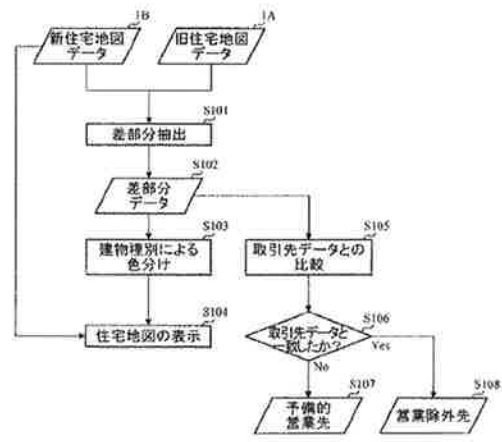 1B
1A
新住宅地図
データ
旧住宅地図
データ
S101
差部分抽出
S102
差部分
データ
S103
建物種別による
色分け
S105
取引先データとの
比較
S104
住宅地図の表示
S106
取引先データと
一致したか?
Yes
No
S107
予備的
営業先
S108
営業除外先